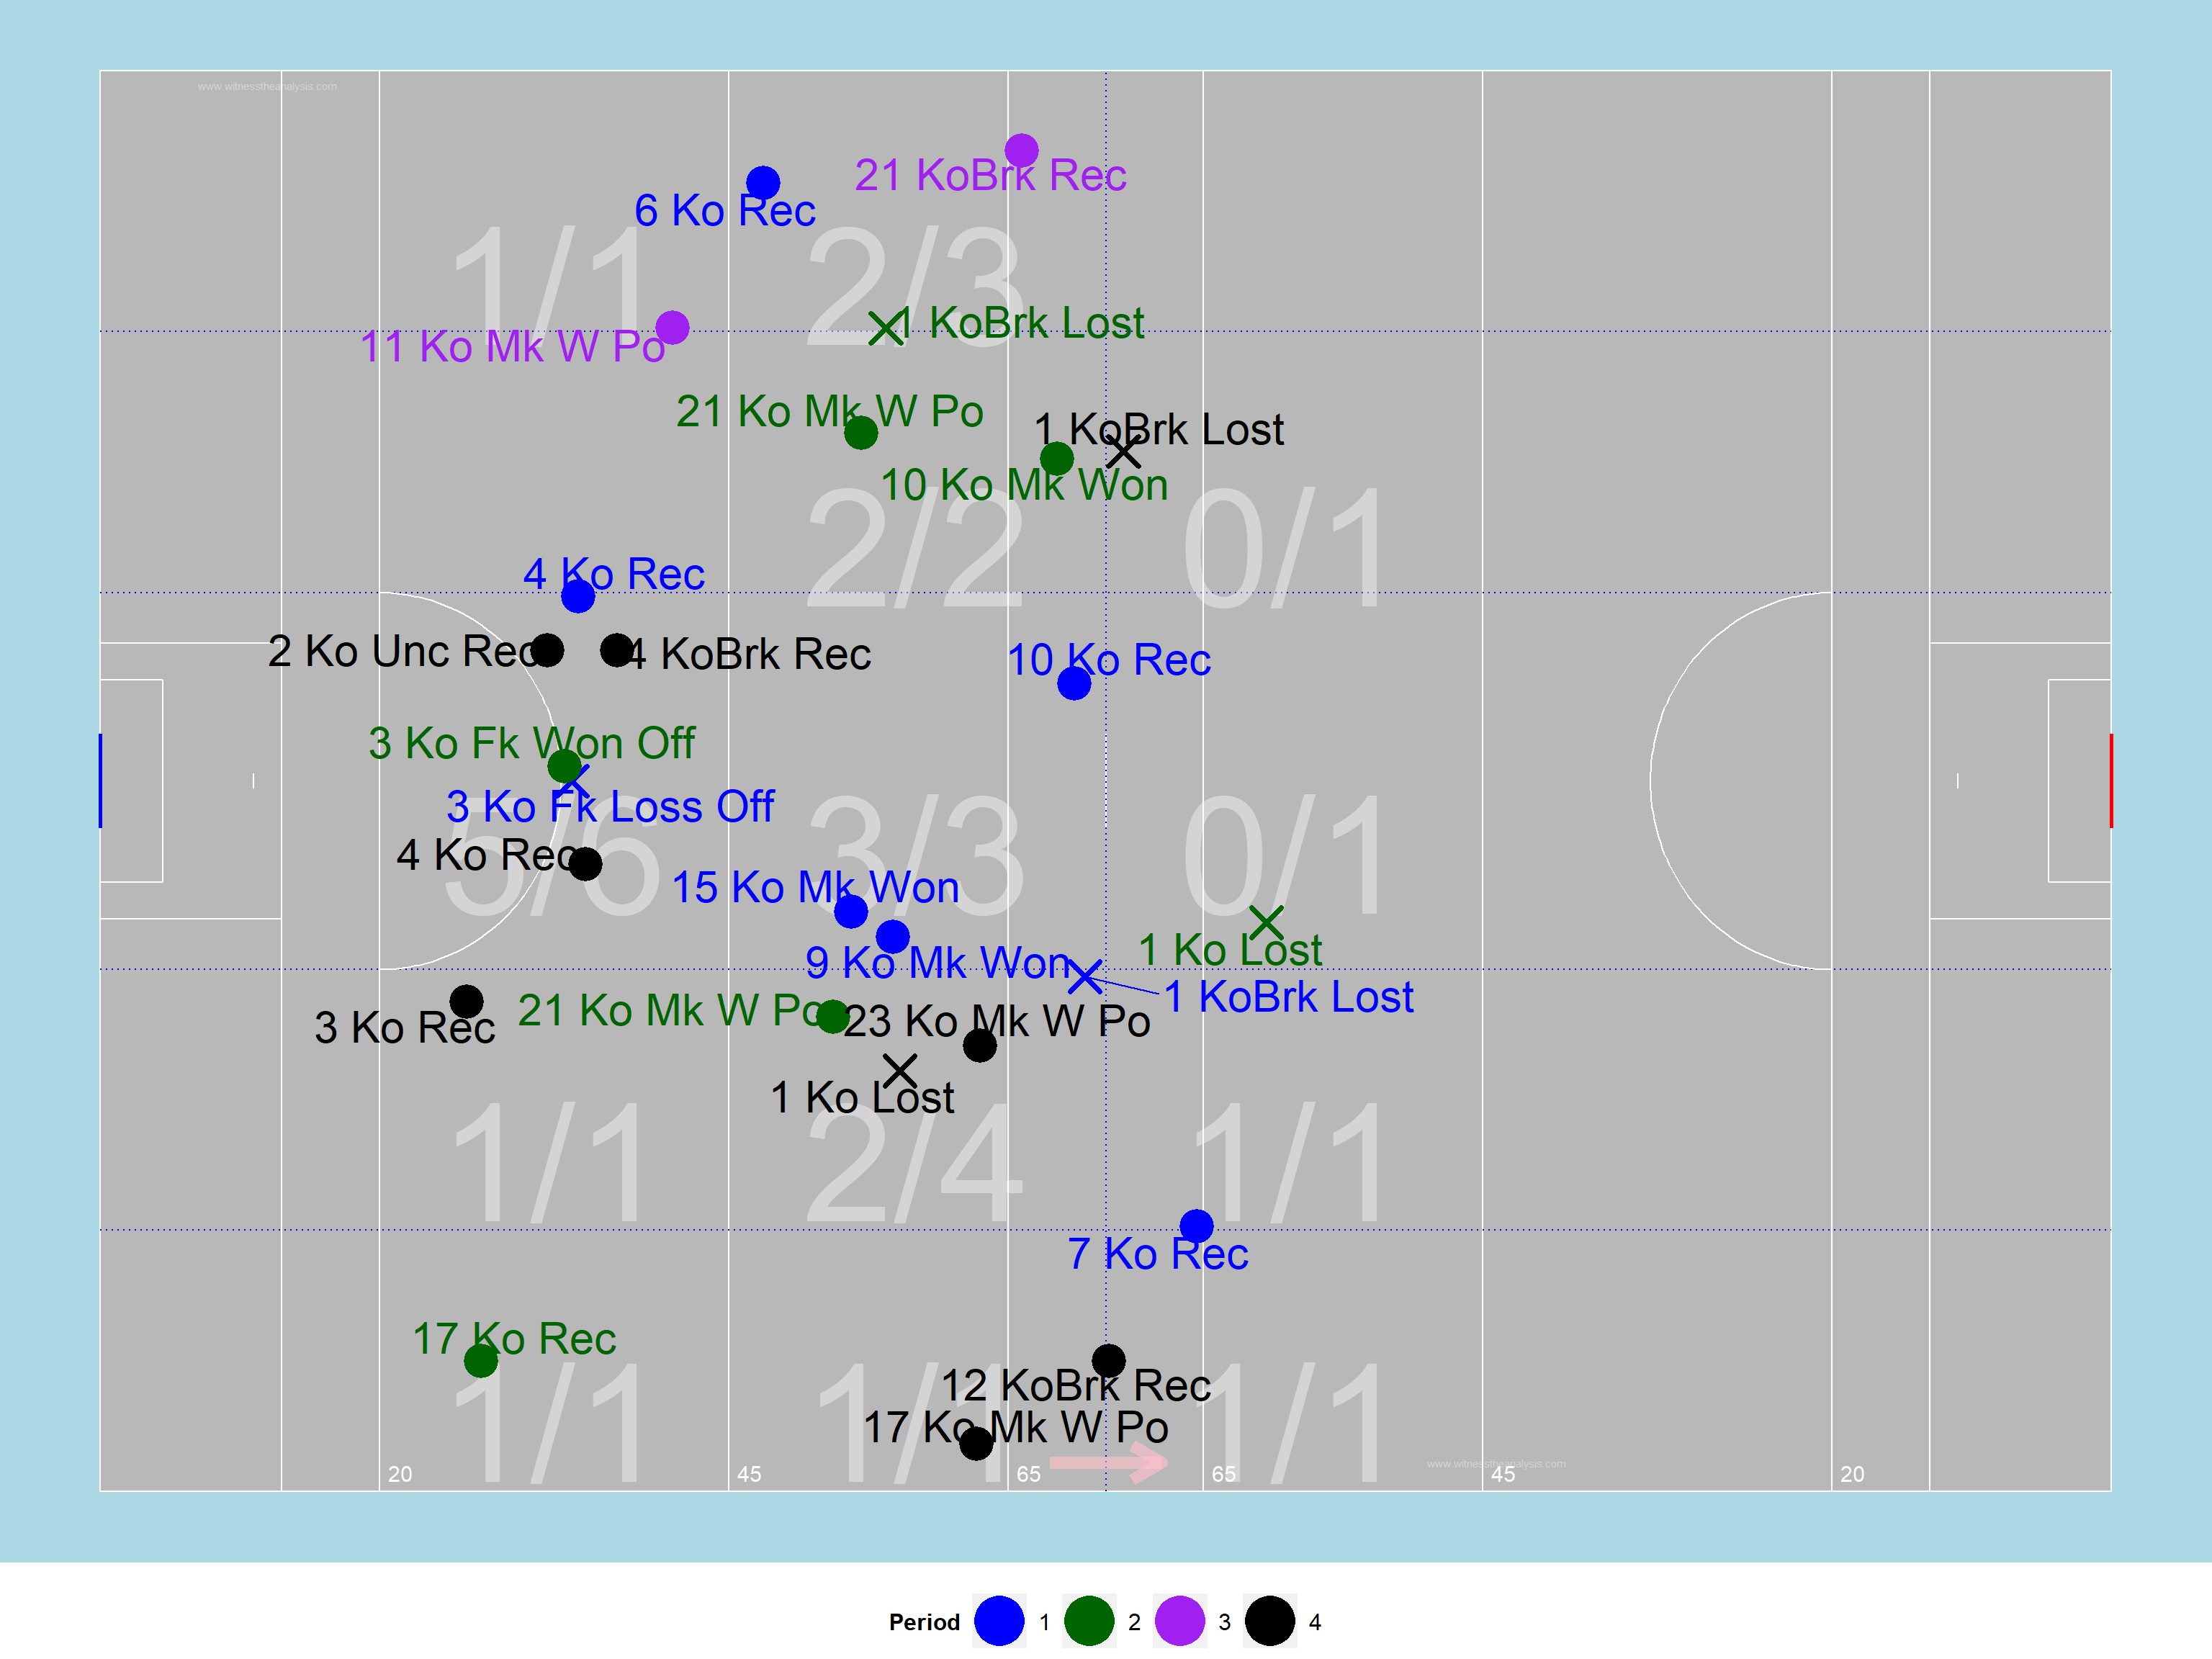 www.witnesstheanalysis.com
21 KoBrk Rec
6 Ko Rec
1/1
2/3
1 KoBrk Lost
11 Ko Mk W Po
21 Ko Mk W Po
1 KoBrk Lost
10 Ko Mk Won
2/2
0/1
4 Ko Rec
2 Ko Unc Rec
4 KoBrk Rec
10 Ko Rec
3 Ko Fk Won Off
3 Ko Fk Loss Off
5/6
3/3
0/1
4 Ko Rec
15 Ko Mk Won
9 Ko Mk Won
1 Ko Lost
1 KoBrk Lost
3 Ko Rec
21 Ko Mk W Po
23 Ko Mk W Po
1 Ko Lost
1/1
2/4
1/1
7 Ko Rec
17 Ko Rec
12 KoBrk Rec
1/1
1/1
1/1
17 Ko Mk W Po
www.witnesstheanalysis.com
20
45
65
65
45
20
Period 1 2 3 4